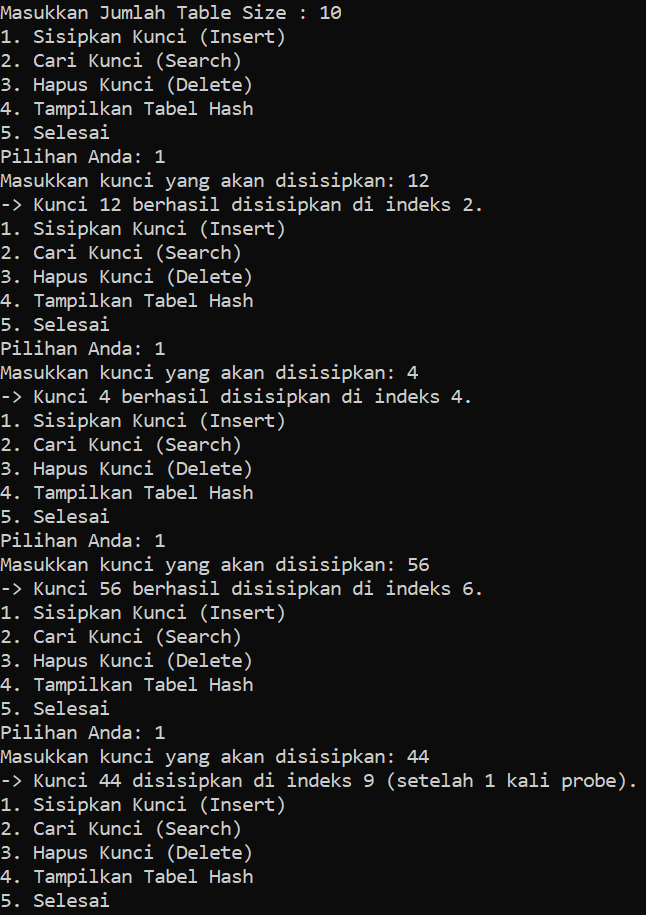 Masukkan Jumlah Table Size : 10
1. Sisipkan Kunci (Insert)
2. Cari Kunci (Search)
3. Hapus Kunci (Delete)
4. Tampilkan Tabel Hash
5. Selesai
Pilihan Anda: 1
Masukkan kunci yang akan disisipkan: 12
-> Kunci 12 berhasil disisipkan di indeks 2.
1. Sisipkan Kunci (Insert)
2. Cari Kunci (Search)
3. Hapus Kunci (Delete)
4. Tampilkan Tabel Hash
5. Selesai
Pilihan Anda: 1
Masukkan kunci yang akan disisipkan: 4
-> Kunci 4 berhasil disisipkan di indeks 4.
1. Sisipkan Kunci (Insert)
2. Cari Kunci (Search)
3. Hapus Kunci (Delete)
4. Tampilkan Tabel Hash
5. Selesai
Pilihan Anda: 1
Masukkan kunci yang akan disisipkan: 56
-> Kunci 56 berhasil disisipkan di indeks 6.
1. Sisipkan Kunci (Insert)
2. Cari Kunci (Search)
3. Hapus Kunci (Delete)
4. Tampilkan Tabel Hash
5. Selesai
Pilihan Anda: 1
Masukkan kunci yang akan disisipkan: 44
-> Kunci 44 disisipkan di indeks 9 (setelah 1 kali probe).
1. Sisipkan Kunci (Insert)
2. Cari Kunci (Search)
3. Hapus Kunci (Delete)
4. Tampilkan Tabel Hash
5. Selesai